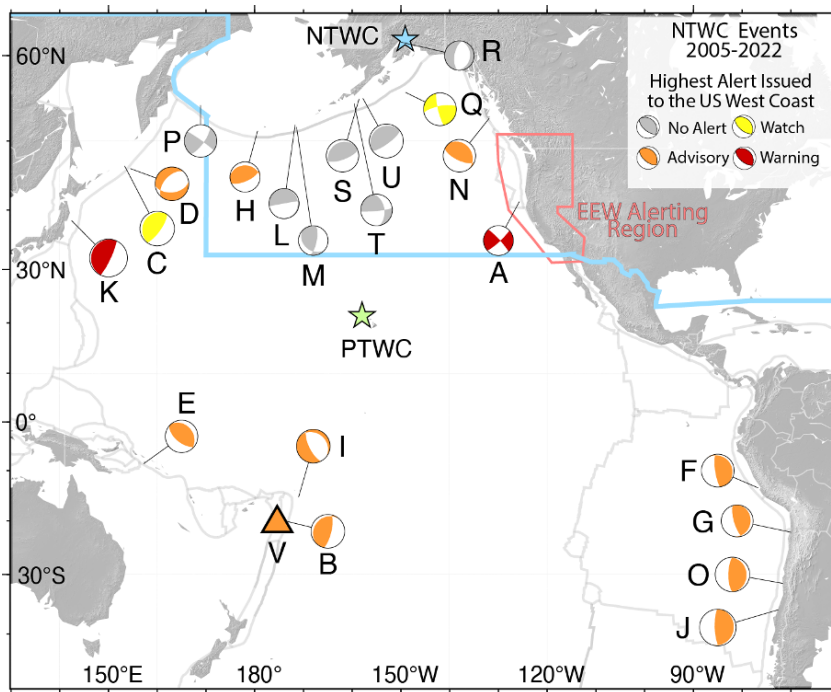 NTWC Events
2005-2022
Highest Alert Issued
to the US West Coast
No Alert
Watch
Advisory
Warning
60°N
NTWC
R
Q
P
D
H
S
U
N
C
L
T
EEW Alerting
Region
K
M
A
30°N
PTWC
E
0°
I
F
G
V
B
30°S
O
J
150°E
180°
150°W
120°W
90°W